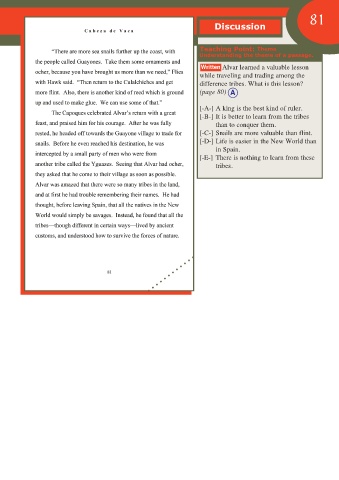 Cabeza de Vaca
"There are more sea snails further up the coast, with
the people called Guaycones. Take them some ornaments and
ocher, because you have brought us more than we need," Flies
with Hawk said. "Then return to the Culalchichcs and get
more flint. Also, there is another kind of reed which is ground
up and used to make glue. We can use some of that."
The Capoques celebrated Alvar's return with a great
feast, and praised him for his courage. After he was fully
rested, he headed off towards the Guaycone village to trade for
snails. Before he even reached his destination, he was
intercepted by a small party of men who were from
another tribe called the Yguazes. Seeing that Alvar had ocher,
they asked that he come to their village as soon as possible.
Alvar was amazed that there were so many tribes in the land,
and at first he had trouble remembering their names. He had
thought, before leaving Spain, that all the natives in the New
World would simply be savages. Instead, he found that all the
tribes—though different in certain ways—lived by ancient
customs, and understood how to survive the forces of nature.
81
Discussion
81
Teaching Point: Theme
Understanding the theme of a passage.
Written Alvar learned a valuable lesson
while traveling and trading among the
difference tribes. What is this lesson?
(page 80) A
[-A-] A king is the best kind of ruler.
[-B-] It is better to learn from the tribes
than to conquer them.
[-C-] Snails are more valuable than flint.
[-D-] Life is easier in the New World than
in Spain.
[-E-] There is nothing to learn from these
tribes.